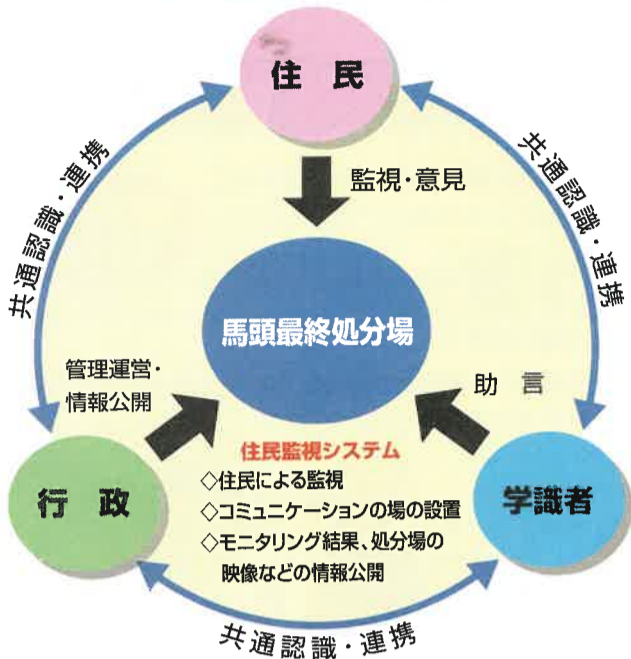 住　民
共通認識・連携
共通認識・連携
監視・意見
馬頭最終処分場
管理運営・
情報公開
助　言
住民監視システム
◇住民による監視
◇コミュニケーションの場の設置
◇モニタリング結果、処分場の
映像などの情報公開
行　政
学識者
共通認識・連携